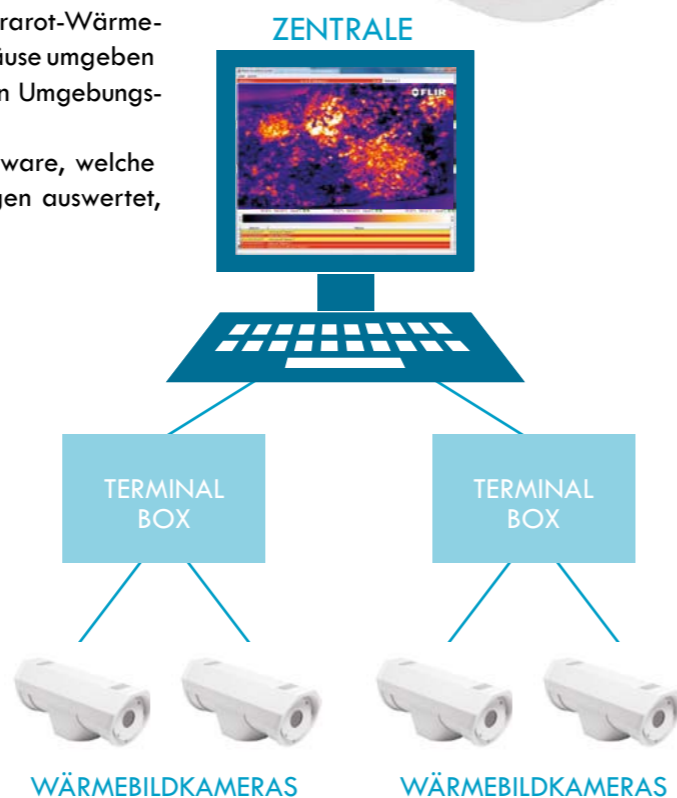 rarot-Wärme-
äuse umgeben
n Umgebungs-
ware, welche
gen auswertet,
ZENTRALE
FLIR
TERMINAL
BOX
TERMINAL
BOX
WÄRMEBILDKAMERAS
WÄRMEBILDKAMERAS